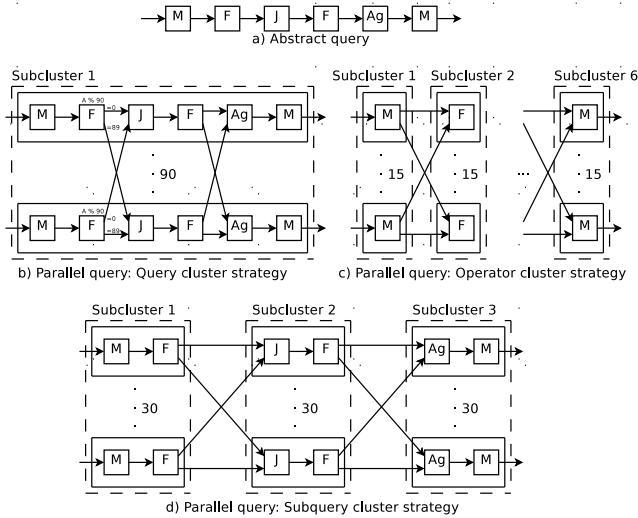 M F J F Ag M
a) Abstract query
Subcluster 1
A % 90
M F =0 J F Ag M
=89
. 90
A % 90
M F =0 J F Ag M
=89
b) Parallel query: Query cluster strategy
Subcluster 1 Subcluster 2 Subcluster 6
M F M
. 15 . 15 ... . 15
M F M
c) Parallel query: Operator cluster strategy
Subcluster 1 Subcluster 2 Subcluster 3
M F J F Ag M
. 30 . 30 . 30
M F J F Ag M
d) Parallel query: Subquery cluster strategy